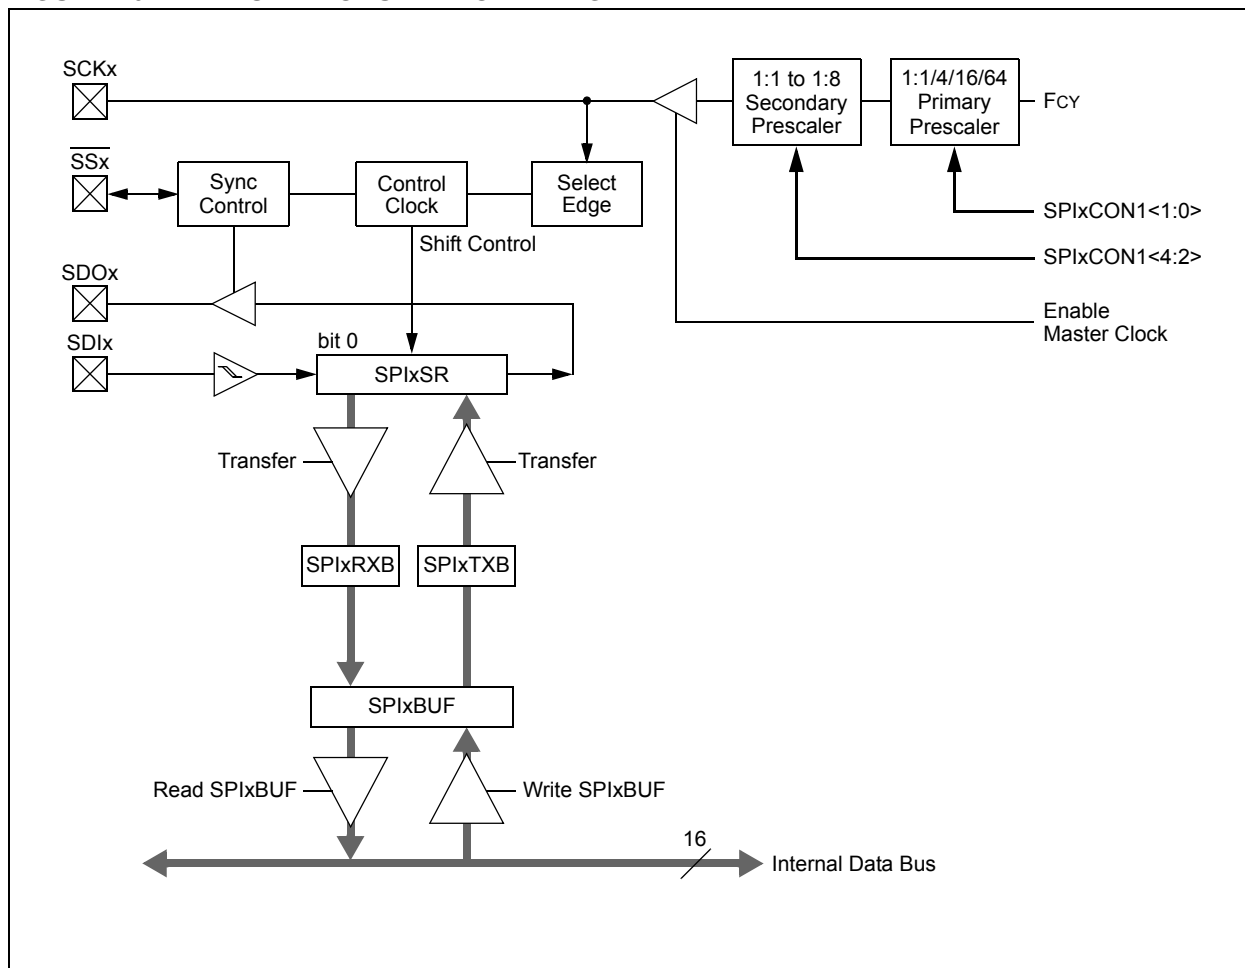 SCKx
1:1 to 1:8
Secondary
Prescaler
1:1/4/16/64
Primary
Prescaler
FCY
SSx
Sync
Control
Control
Clock
Select
Edge
SPIxCON1<1:0>
Shift Control
SPIxCON1<4:2>
SDOx
Enable
Master Clock
SDIx
bit 0
SPIxSR
Transfer
Transfer
SPIxRXB
SPIxTXB
SPIxBUF
Read SPIxBUF
Write SPIxBUF
16
Internal Data Bus